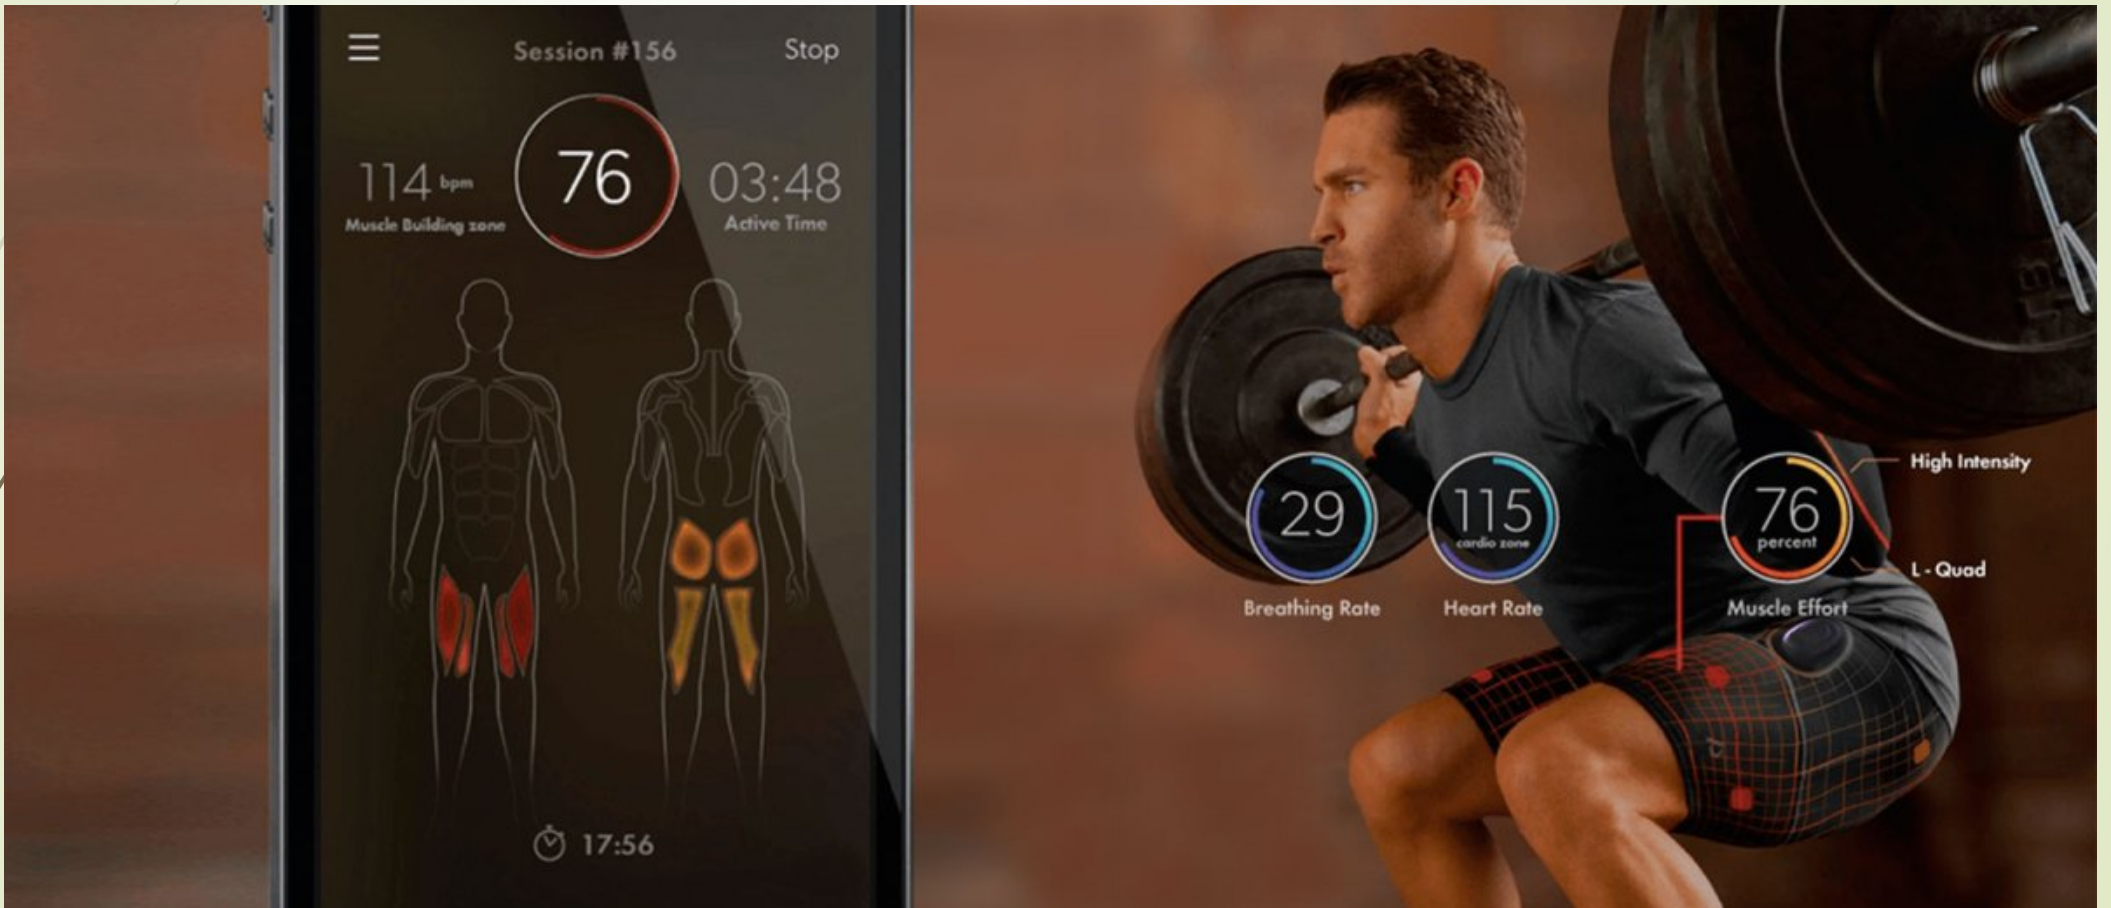 Session #156
Stop
114 bpm
Muscle Building zone
76
03:48
Active Time
17:56
29
Breathing Rate
115
cardio zone
Heart Rate
76
percent
Muscle Effort
High Intensity
L - Quad